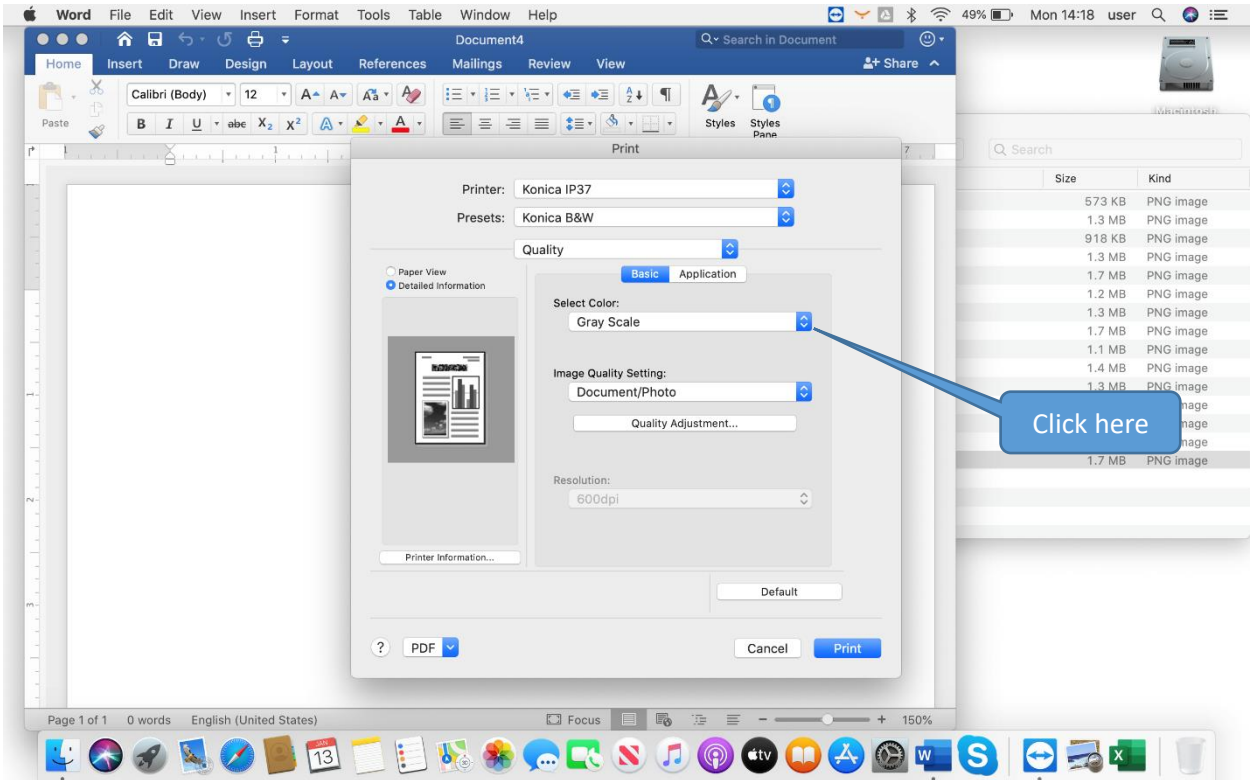 Word File Edit View Insert Format Tools Table Window Help 49% Mon 14:18 user
Document4 Search in Document
Home Insert Draw Design Layout References Mailings Review View Share
Paste Calibri (Body) 12 A A Aa Styles Styles Pane
B I U abc X2 X2 A A
Print
Search
Printer: Konica IP37
Size Kind
Presets: Konica B&W
573 KB PNG image
1.3 MB PNG image
Quality
918 KB PNG image
1.3 MB PNG image
Paper View
Basic Application
1.7 MB PNG image
Detailed Information
1.2 MB PNG image
Select Color:
1.3 MB PNG image
Gray Scale
1.7 MB PNG image
1.1 MB PNG image
Image Quality Setting:
1.4 MB PNG image
Document/Photo
1.3 MB PNG image
Quality Adjustment...
Click here
1.7 MB PNG image
Resolution:
600dpi
Printer Information...
Default
? PDF Cancel Print
Page 1 of 1 0 words English (United States) Focus 150%
JAN
13
tv
W
S
X